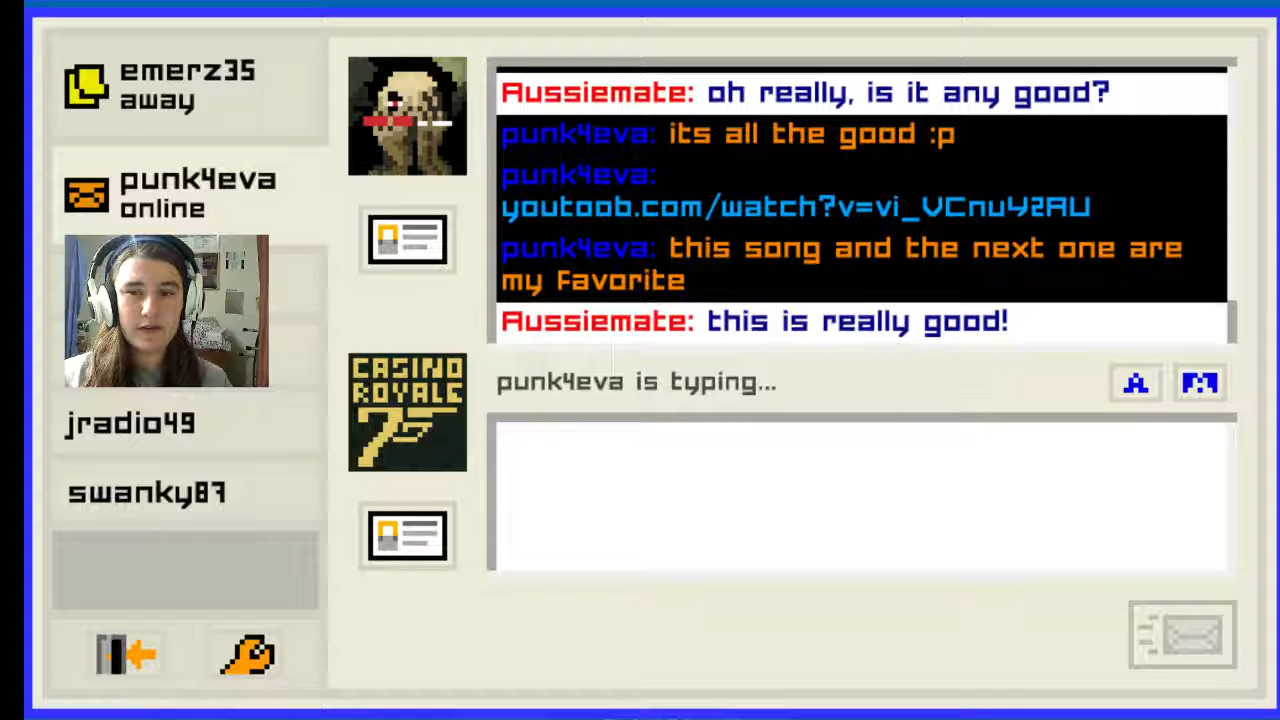 emerz35
away
punk4eva
online
jradio49
swanky87
Aussiemate: oh really, is it any good?
punk4eva: its all the good :p
punk4eva:
youtoob.com/watch?v=vi_VCnuY2AU
punk4eva: this song and the next one are
my favorite
Aussiemate: this is really good!
punk4eva is typing...
A
CASINO
ROYALE
7